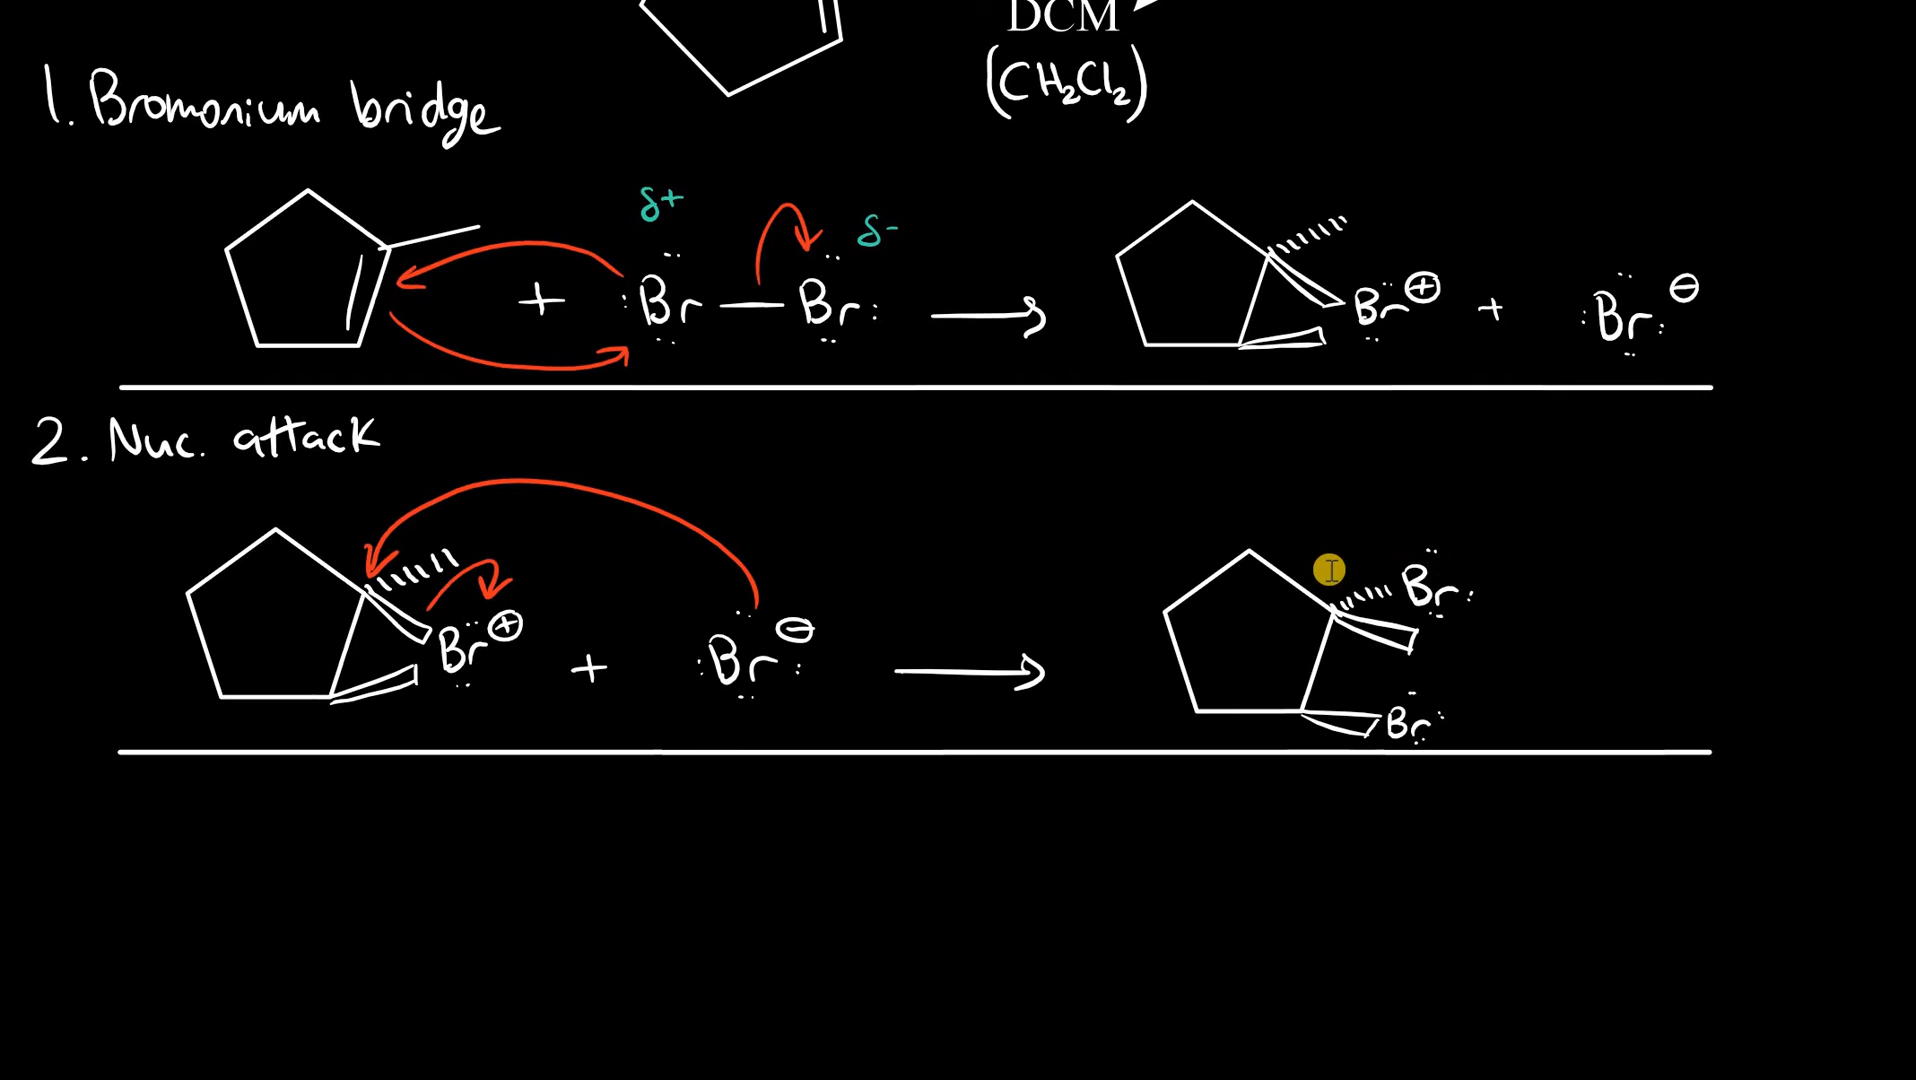 DCM
(CH₂Cl₂)
1. Bromonium bridge
δ+
δ-
+ :Br — Br: → Br⊕ + :Br: ⊖
2. Nuc. attack
Br⊕ + :Br: ⊖ → Br:
Br: